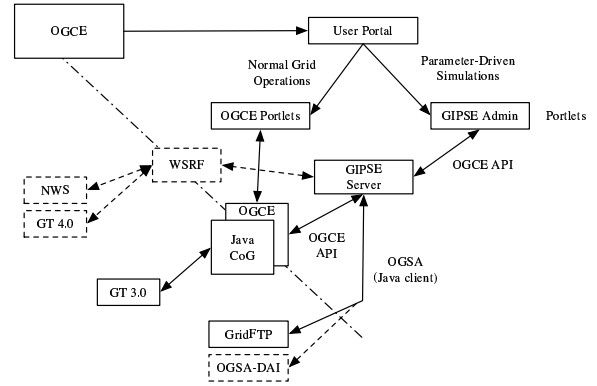 OGCE
User Portal
Normal Grid
Operations
Parameter-Driven
Simulations
OGCE Portlets
GIPSE Admin
Portlets
WSRF
GIPSE
Server
OGCE API
NWS
GT 4.0
OGCE
Java
CoG
OGCE
API
OGSA
(Java client)
GT 3.0
GridFTP
OGSA-DAI